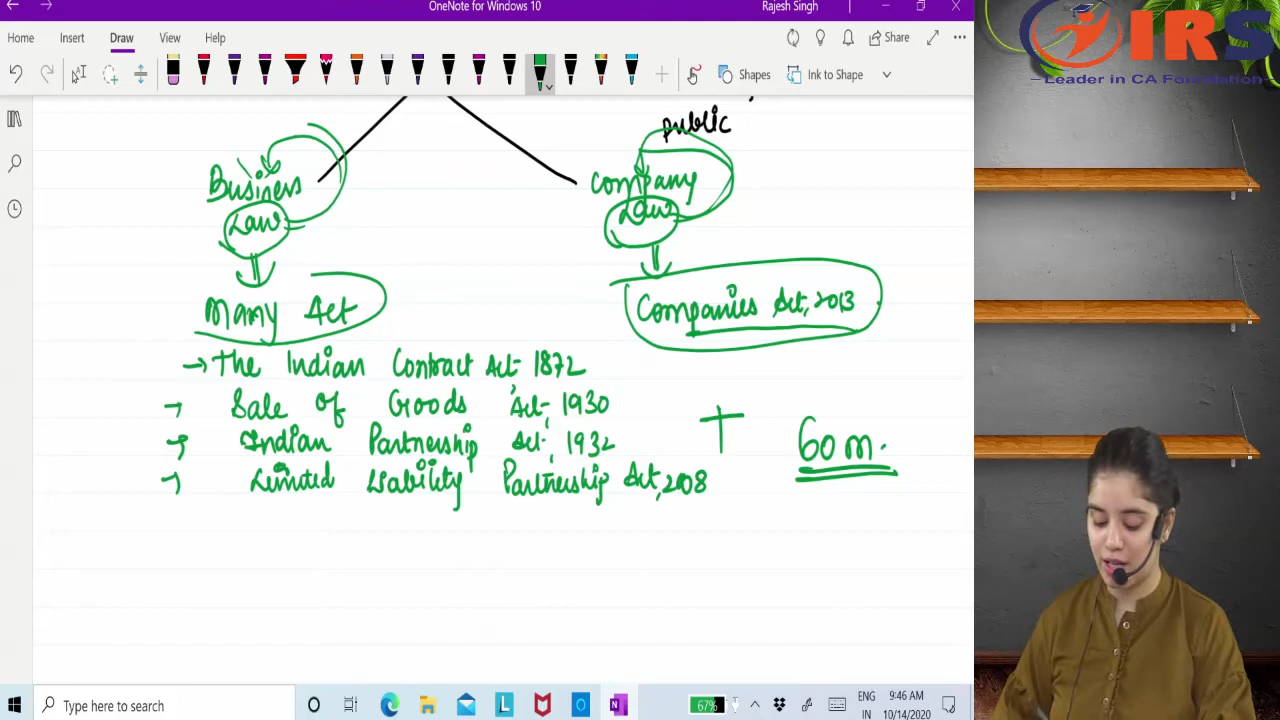 OneNote for Windows 10
Rajesh Singh
Home Insert Draw View Help
Share
Shapes
Ink to Shape
public
Business
Law
Company
Law
Many Act
Companies Act, 2013
→ The Indian Contract Act, 1872
→ Sale of Goods Act, 1930
→ Indian Partnership Act, 1932
→ Limited Liability Partnership Act, 2008
60 m.
IRS
Leader in CA Foundation
Type here to search
67%
ENG
IN
9:46 AM
10/14/2020